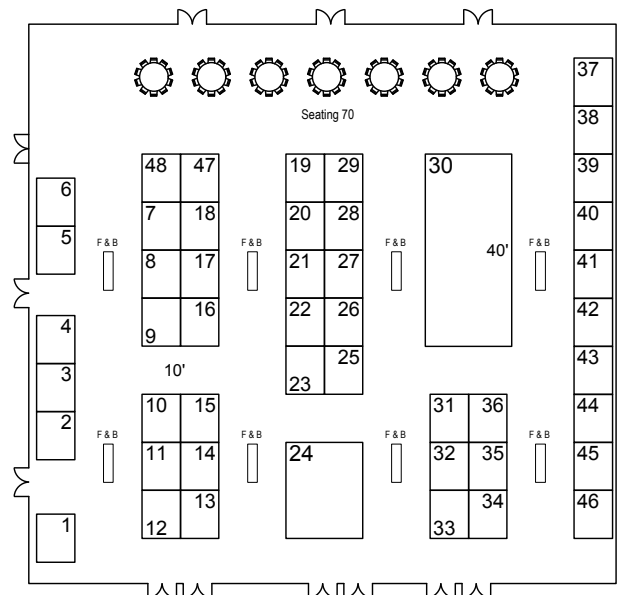 Seating 70
37
38
48 47 19 29 30 39
6
7 18 20 28 40
5
F & B F & B F & B F & B
8 17 21 27 40' 41
9 16 22 26 42
4
3
10' 23 25 43
2
10 15 31 36 44
F & B F & B F & B F & B
11 14 24 32 35 45
12 13 33 34 46
1